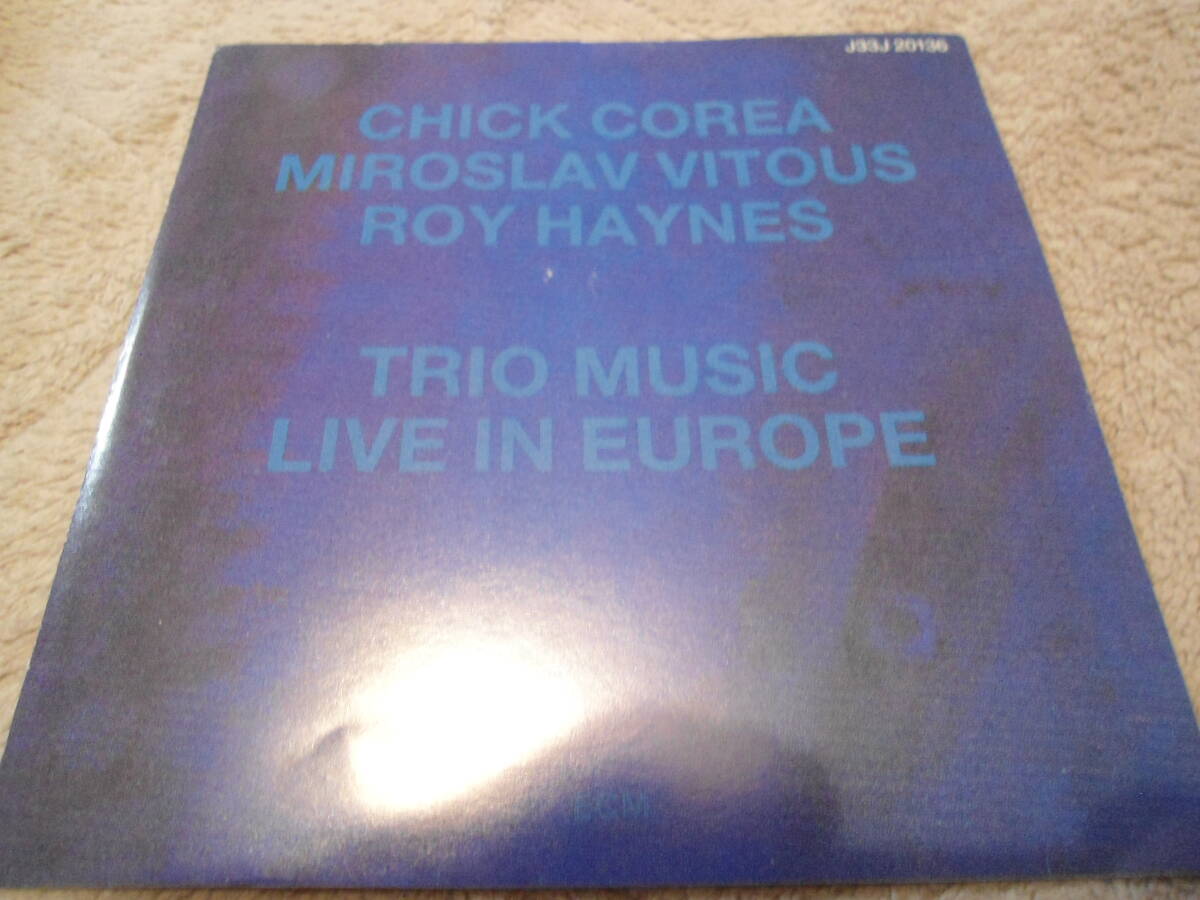 J33J 20136
CHICK COREA
MIROSLAV VITOUS
ROY HAYNES
TRIO MUSIC
LIVE IN EUROPE
ECM